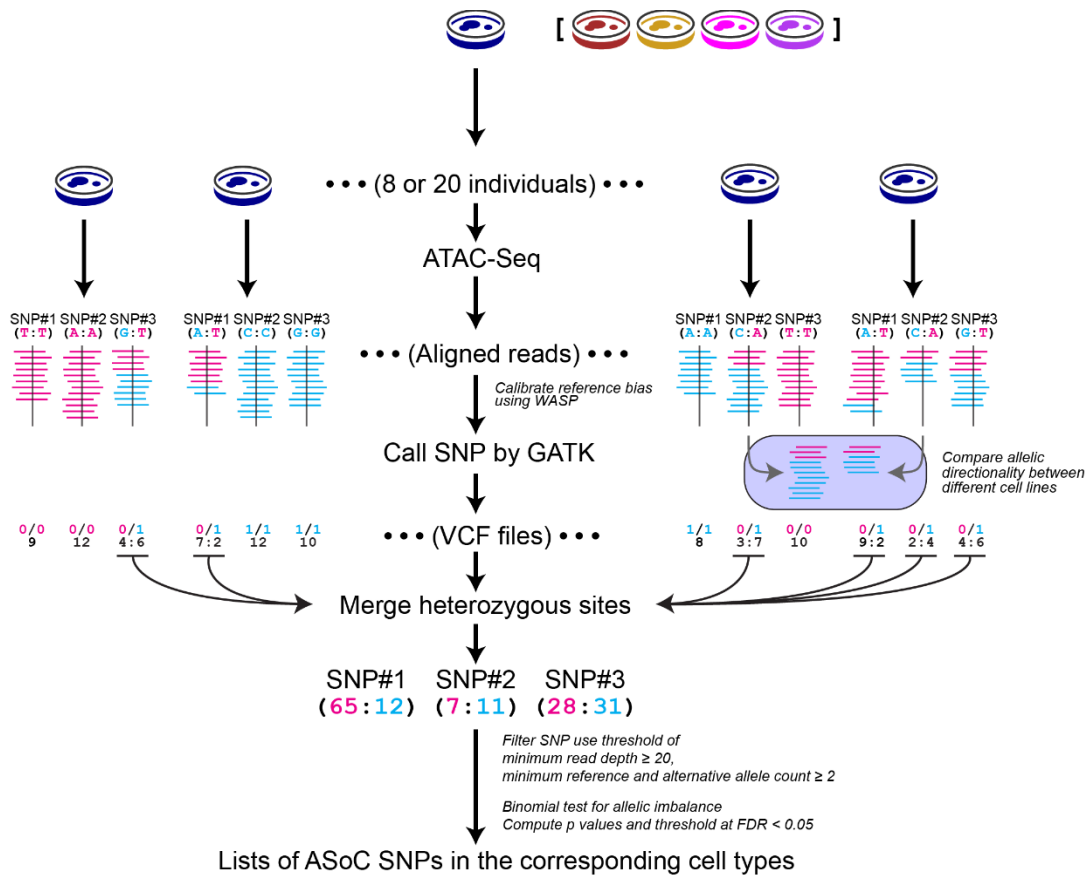 [ ]
• • • (8 or 20 individuals) • • •
ATAC-Seq
SNP#1 SNP#2 SNP#3
(T:T) (A:A) (G:T)
SNP#1 SNP#2 SNP#3
(A:T) (C:C) (G:G)
SNP#1 SNP#2 SNP#3
(A:A) (C:A) (T:T)
SNP#1 SNP#2 SNP#3
(A:T) (C:A) (G:T)
• • • (Aligned reads) • • •
Calibrate reference bias
using WASP
Call SNP by GATK
Compare allelic
directionality between
different cell lines
0/0 0/0 0/1
9 12 4:6
0/1 1/1 1/1
7:2 12 10
• • • (VCF files) • • •
1/1 0/1 0/0
8 3:7 10
0/1 0/1 0/1
9:2 2:4 4:6
Merge heterozygous sites
SNP#1 SNP#2 SNP#3
(65:12) (7:11) (28:31)
Filter SNP use threshold of
minimum read depth ≥ 20,
minimum reference and alternative allele count ≥ 2
Binomial test for allelic imbalance
Compute p values and threshold at FDR < 0.05
Lists of ASoC SNPs in the corresponding cell types